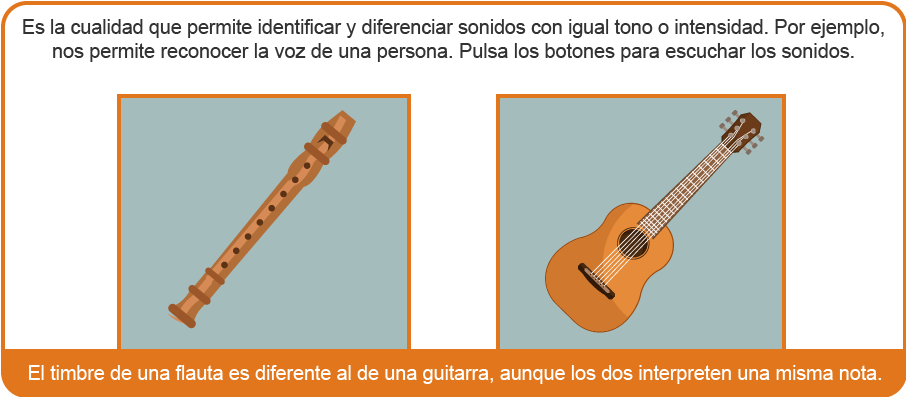 Es la cualidad que permite identificar y diferenciar sonidos con igual tono o intensidad. Por ejemplo,
nos permite reconocer la voz de una persona. Pulsa los botones para escuchar los sonidos.
El timbre de una flauta es diferente al de una guitarra, aunque los dos interpreten una misma nota.